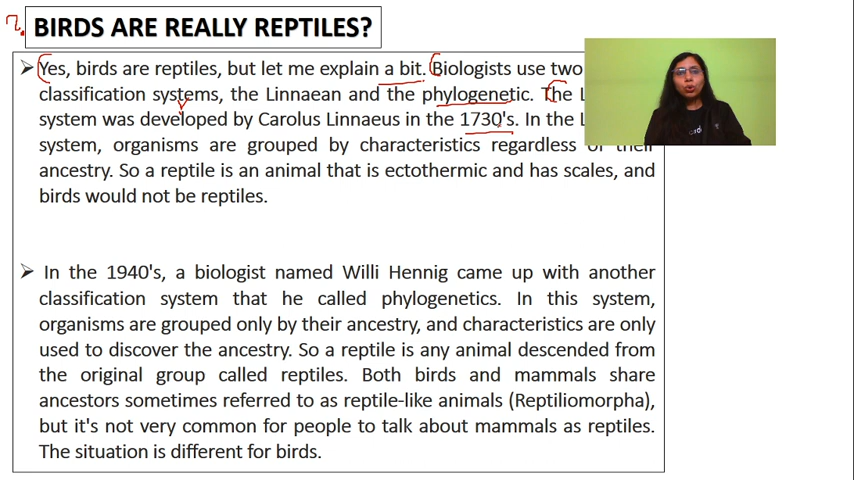 7.
BIRDS ARE REALLY REPTILES?
➤ Yes, birds are reptiles, but let me explain a bit. Biologists use two
classification systems, the Linnaean and the phylogenetic. The L
system was developed by Carolus Linnaeus in the 1730's. In the L
system, organisms are grouped by characteristics regardless of their
ancestry. So a reptile is an animal that is ectothermic and has scales, and
birds would not be reptiles.
➤ In the 1940's, a biologist named Willi Hennig came up with another
classification system that he called phylogenetics. In this system,
organisms are grouped only by their ancestry, and characteristics are only
used to discover the ancestry. So a reptile is any animal descended from
the original group called reptiles. Both birds and mammals share
ancestors sometimes referred to as reptile-like animals (Reptiliomorpha),
but it's not very common for people to talk about mammals as reptiles.
The situation is different for birds.